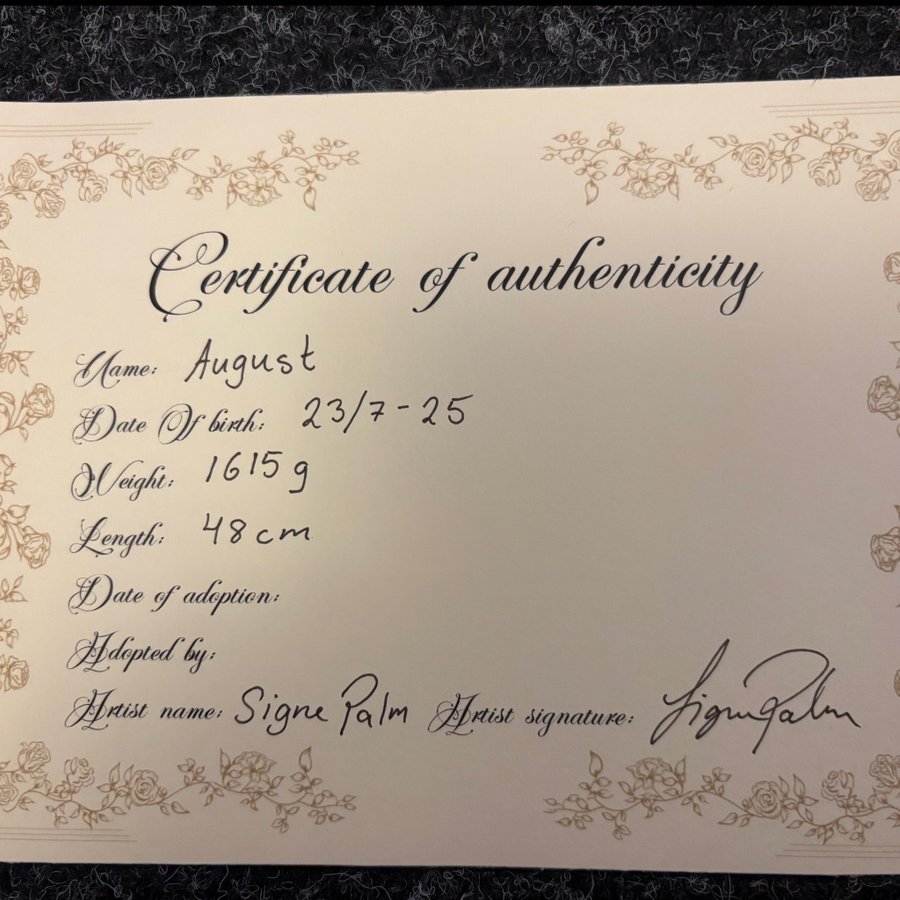 Certificate of authenticity
Name: August
Date Of birth: 23/7-25
Weight: 1615 g
Length: 48 cm
Date of adoption:
Adopted by:
Artist name: Signe Palm Artist signature: Signe Palm